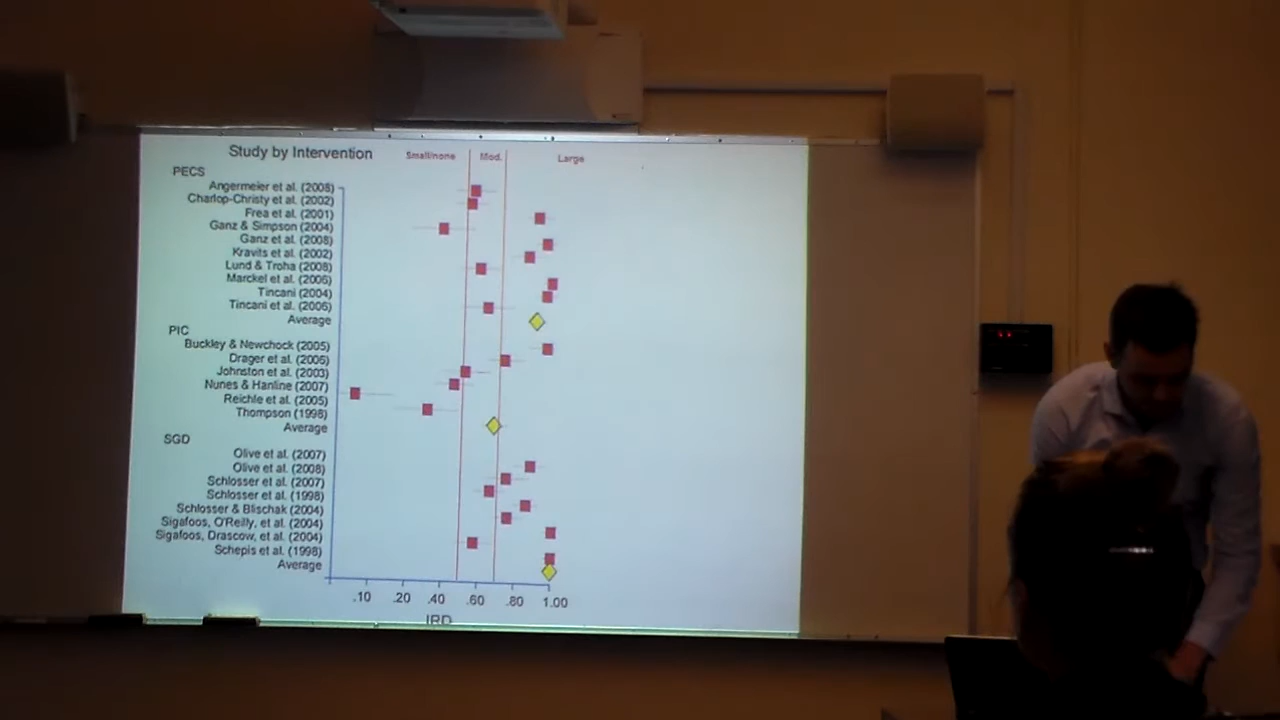 Study by Intervention
Small/none Mod. Large
PECS
Angermeier et al. (2008)
Charlop-Christy et al. (2002)
Frea et al. (2001)
Ganz & Simpson (2004)
Ganz et al. (2008)
Kravits et al. (2002)
Lund & Troha (2008)
Marckel et al. (2006)
Tincani (2004)
Tincani et al. (2006)
Average
PIC
Buckley & Newchock (2005)
Drager et al. (2006)
Johnston et al. (2003)
Nunes & Hanline (2007)
Reichle et al. (2005)
Thompson (1998)
Average
SGD
Olive et al. (2007)
Olive et al. (2008)
Schlosser et al. (2007)
Schlosser et al. (1998)
Schlosser & Blischak (2004)
Sigafoos, O'Reilly, et al. (2004)
Sigafoos, Drascow, et al. (2004)
Schepis et al. (1998)
Average
.10 .20 .40 .60 .80 1.00
IRD